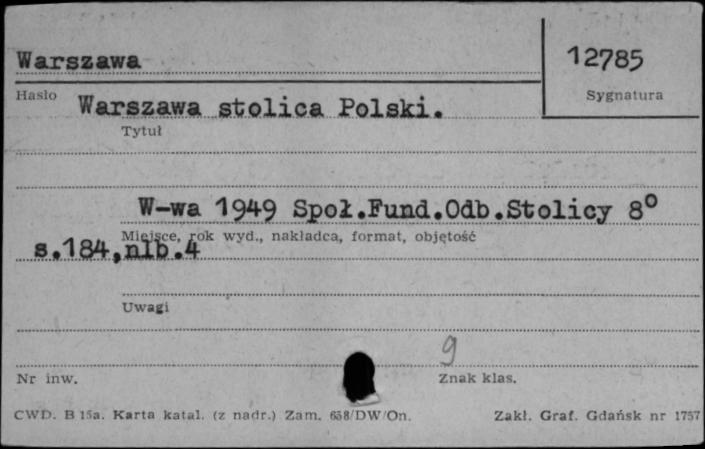 Warszawa
12785
Hasło
Sygnatura
Warszawa stolica Polski.
Tytuł
W-wa 1949 Społ.Fund.Odb.Stolicy 8°
Miejsce, rok wyd., nakładca, format, objętość
s.184,nlb.4
Uwagi
9
Nr inw.
Znak klas.
CWD. B 15a. Karta katal. (z nadr.) Zam. 658/DW/On.
Zakł. Graf. Gdańsk nr 1757